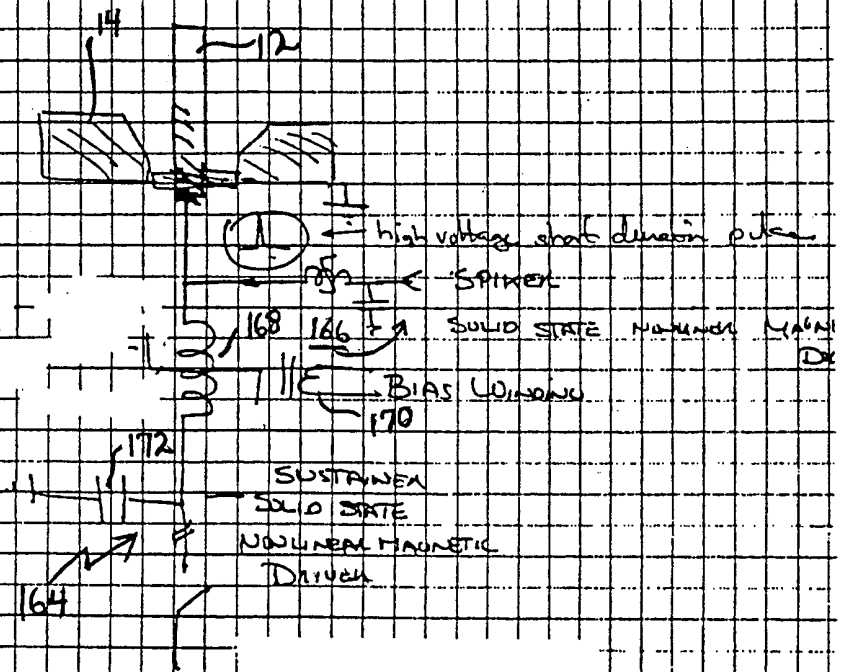 14
12
high voltage short duration pulse
SPIKER
168
166
SOLID STATE NONLINEAR
BIAS WINDING
170
172
SUSTAINER
SOLID STATE
NONLINEAR MAGNETIC
DRIVER
164